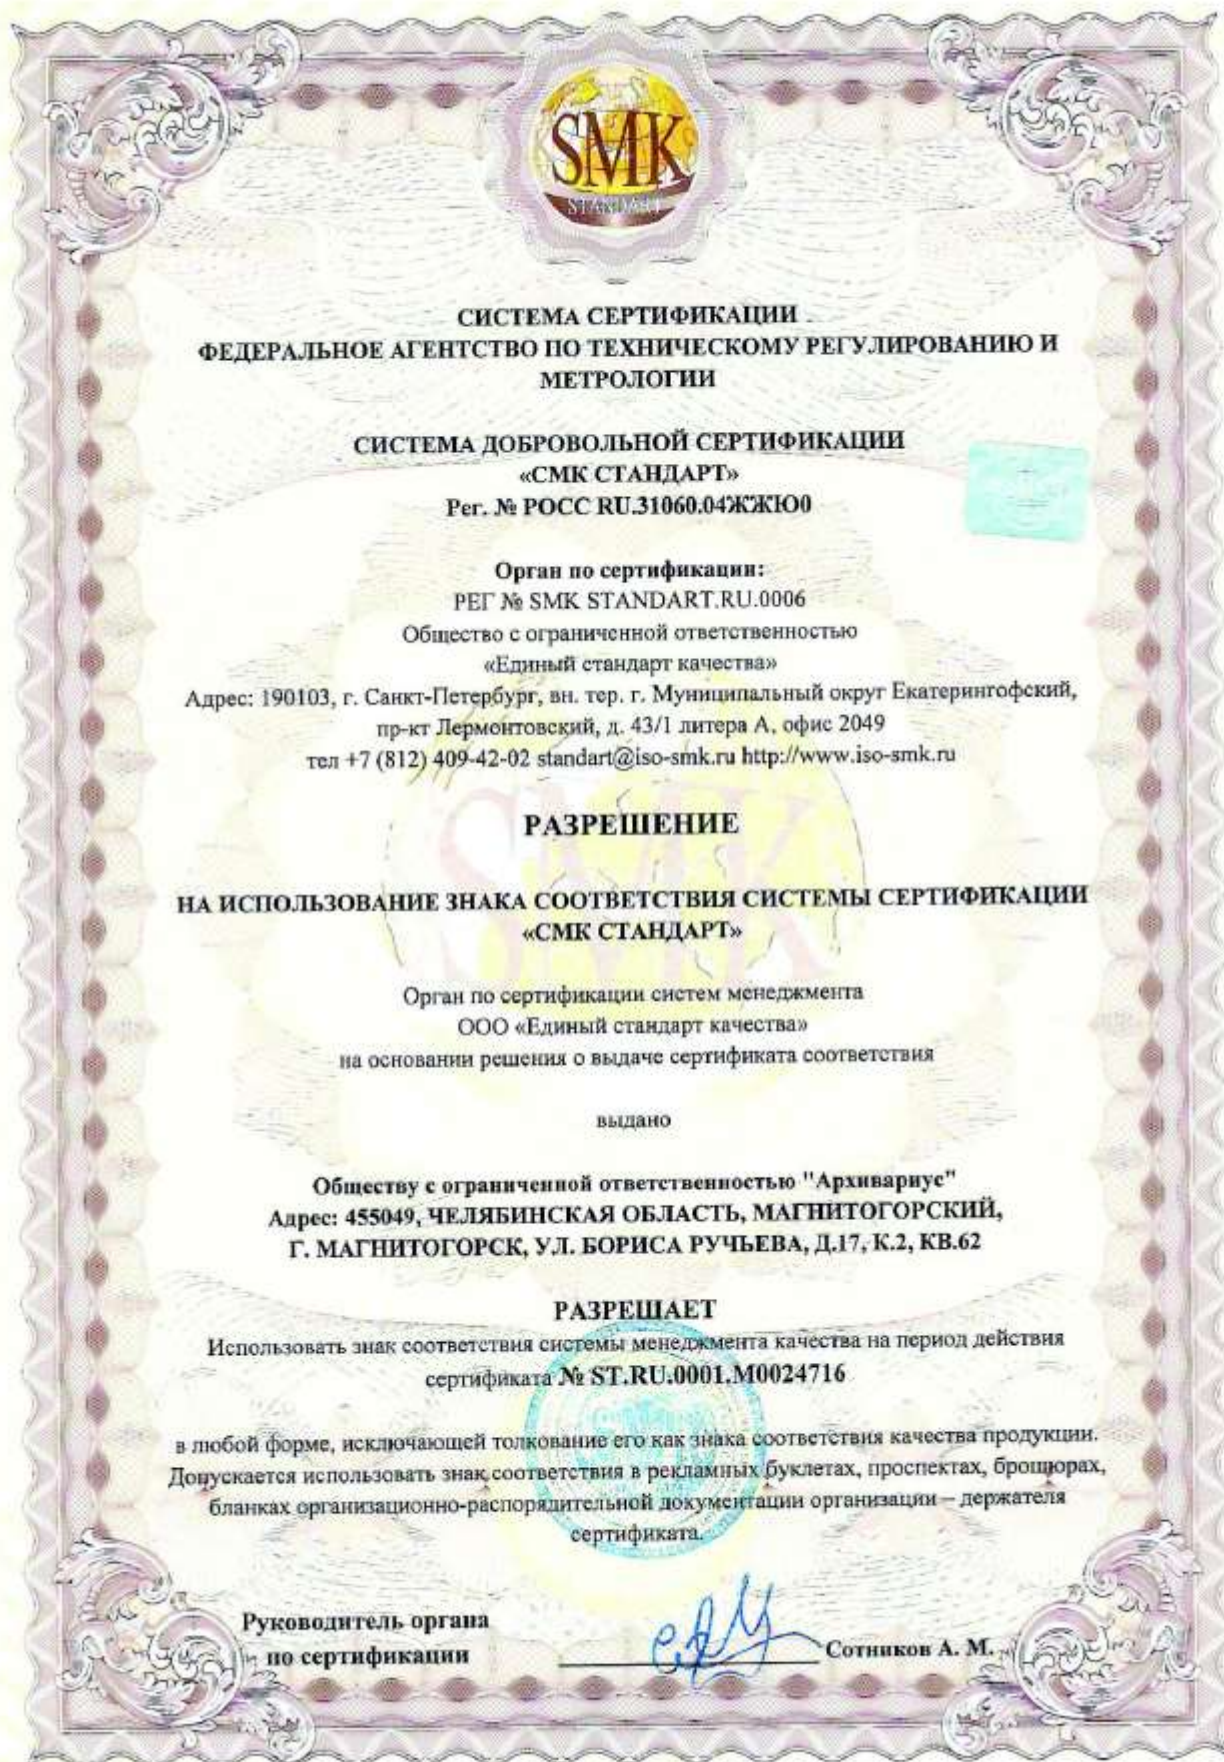 SMK
STANDART
СИСТЕМА СЕРТИФИКАЦИИ
ФЕДЕРАЛЬНОЕ АГЕНТСТВО ПО ТЕХНИЧЕСКОМУ РЕГУЛИРОВАНИЮ И
МЕТРОЛОГИИ
СИСТЕМА ДОБРОВОЛЬНОЙ СЕРТИФИКАЦИИ
«СМК СТАНДАРТ»
Рег. № РОСС RU.31060.04ЖЖЮ0
Орган по сертификации:
РЕГ № SMK STANDART.RU.0006
Общество с ограниченной ответственностью
«Единый стандарт качества»
Адрес: 190103, г. Санкт-Петербург, вн. тер. г. Муниципальный округ Екатерингофский,
пр-кт Лермонтовский, д. 43/1 литера А, офис 2049
тел +7 (812) 409-42-02 standart@iso-smk.ru http://www.iso-smk.ru
РАЗРЕШЕНИЕ
НА ИСПОЛЬЗОВАНИЕ ЗНАКА СООТВЕТСТВИЯ СИСТЕМЫ СЕРТИФИКАЦИИ
«СМК СТАНДАРТ»
SMK
Орган по сертификации систем менеджмента
ООО «Единый стандарт качества»
на основании решения о выдаче сертификата соответствия
выдано
Обществу с ограниченной ответственностью "Архивариус"
Адрес: 455049, ЧЕЛЯБИНСКАЯ ОБЛАСТЬ, МАГНИТОГОРСКИЙ,
Г. МАГНИТОГОРСК, УЛ. БОРИСА РУЧЬЕВА, Д.17, К.2, КВ.62
РАЗРЕШАЕТ
Использовать знак соответствия системы менеджмента качества на период действия
сертификата № ST.RU.0001.M0024716
в любой форме, исключающей толкование его как знака соответствия качества продукции.
Допускается использовать знак соответствия в рекламных буклетах, проспектах, брошюрах,
бланках организационно-распорядительной документации организации – держателя
сертификата.
Руководитель органа
по сертификации
Сотников А. М.